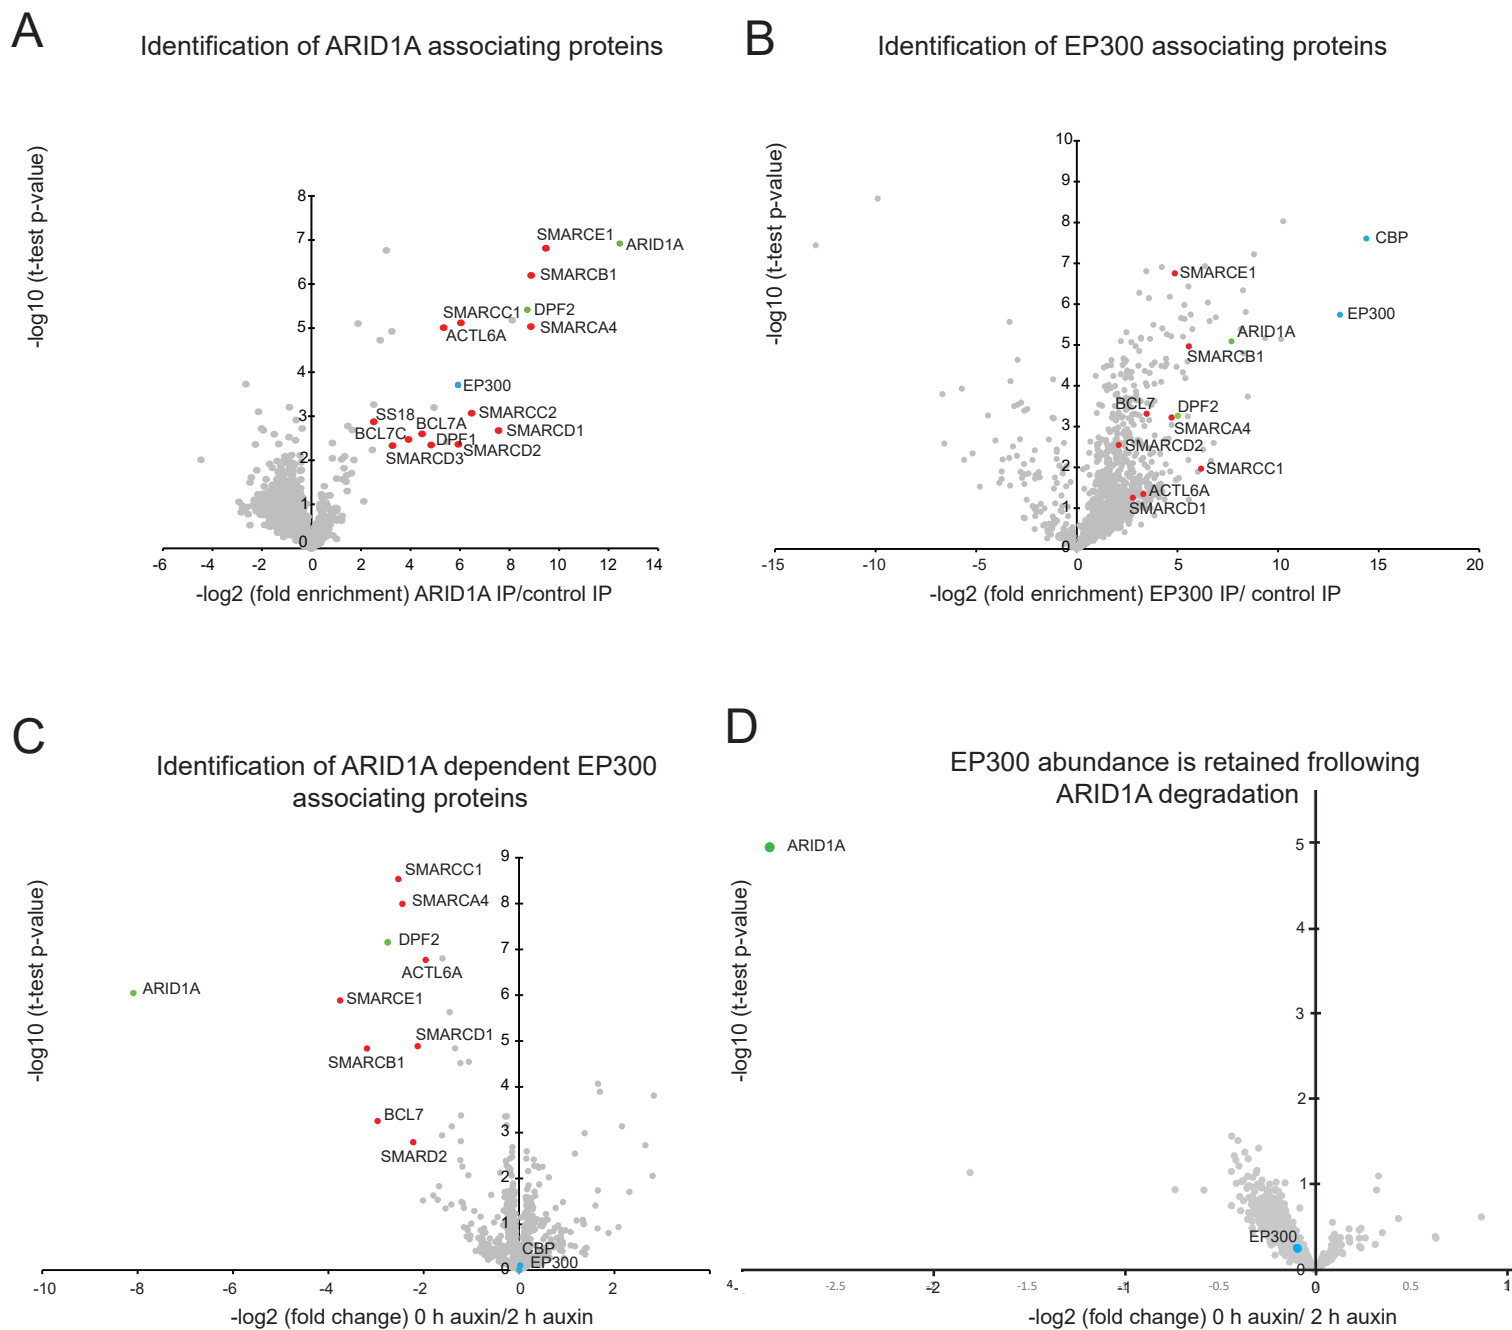 A
Identification of ARID1A associating proteins
-log10 (t-test p-value)
8
7
6
5
4
3
2
1
0
SMARCE1
ARID1A
SMARCB1
SMARCC1
DPF2
ACTL6A
SMARCA4
EP300
SS18
SMARCC2
BCL7A
BCL7C
DPF1
SMARCD1
SMARCD3
SMARCD2
-6 -4 -2 0 2 4 6 8 10 12 14
-log2 (fold enrichment) ARID1A IP/control IP
B
Identification of EP300 associating proteins
-log10 (t-test p-value)
10
9
8
7
6
5
4
3
2
1
0
CBP
SMARCE1
EP300
ARID1A
SMARCB1
BCL7
DPF2
SMARCA4
SMARCD2
SMARCC1
ACTL6A
SMARCD1
-15 -10 -5 0 5 10 15 20
-log2 (fold enrichment) EP300 IP/ control IP
C
Identification of ARID1A dependent EP300
associating proteins
-log10 (t-test p-value)
9
8
7
6
5
4
3
2
1
0
SMARCC1
SMARCA4
DPF2
ACTL6A
ARID1A
SMARCE1
SMARCD1
SMARCB1
BCL7
SMARD2
CBP
EP300
-10 -8 -6 -4 -2 0 2
-log2 (fold change) 0 h auxin/2 h auxin
D
EP300 abundance is retained frollowing
ARID1A degradation
-log10 (t-test p-value)
5
4
3
2
1
0
ARID1A
EP300
4. -2.5 -2 -1.5 -1 -0.5 0 0.5 1
-log2 (fold change) 0 h auxin/ 2 h auxin